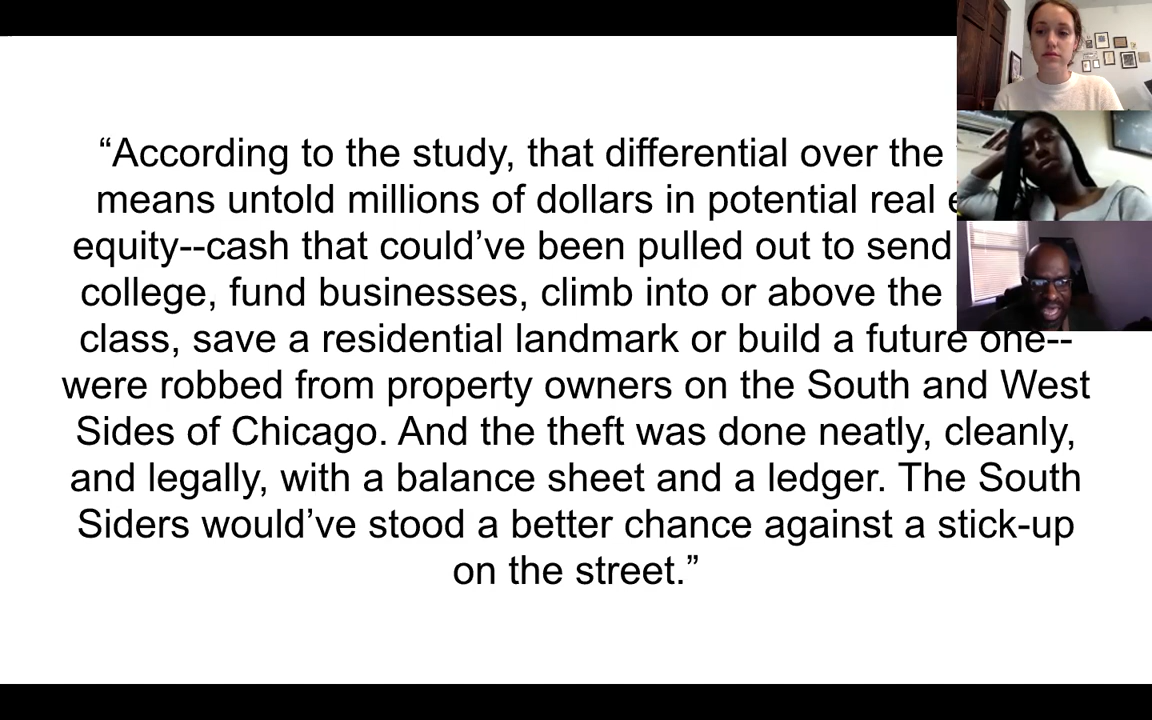 “According to the study, that differential over the
means untold millions of dollars in potential real
equity--cash that could’ve been pulled out to send
college, fund businesses, climb into or above the
class, save a residential landmark or build a future one--
were robbed from property owners on the South and West
Sides of Chicago. And the theft was done neatly, cleanly,
and legally, with a balance sheet and a ledger. The South
Siders would’ve stood a better chance against a stick-up
on the street.”